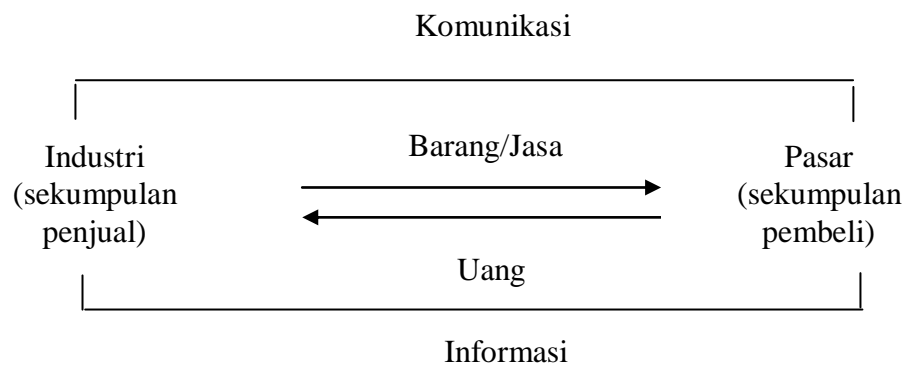 Komunikasi
Industri
(sekumpulan
penjual)
Barang/Jasa
Uang
Pasar
(sekumpulan
pembeli)
Informasi